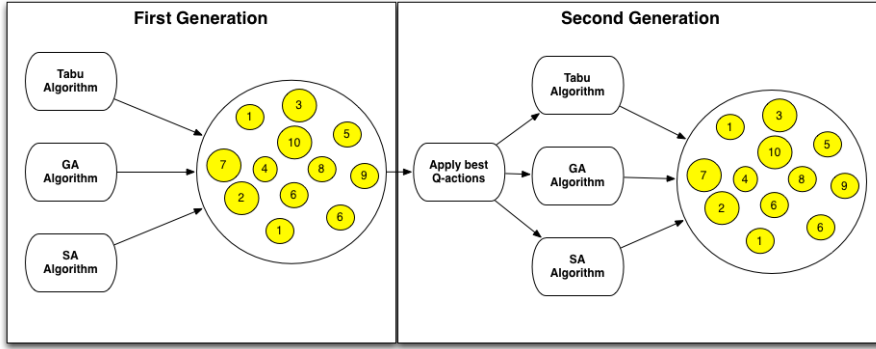 First Generation
Tabu
Algorithm
GA
Algorithm
SA
Algorithm
1
3
5
10
7
4
8
9
2
6
6
1
Second Generation
Apply best
Q-actions
Tabu
Algorithm
GA
Algorithm
SA
Algorithm
1
3
5
10
7
4
8
9
2
6
6
1